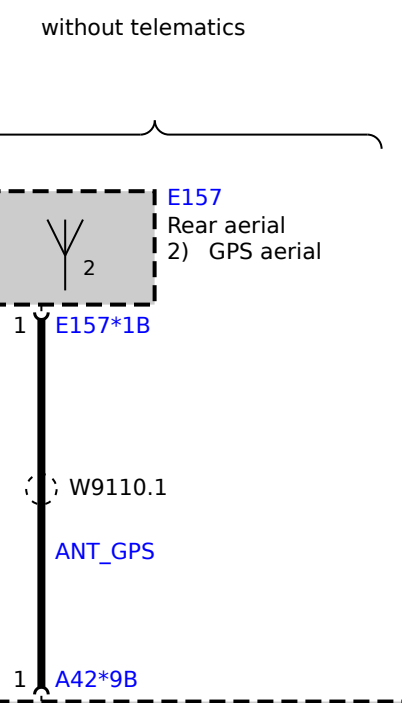 without telematics
E157
Rear aerial
2) GPS aerial
2
1 E157*1B
W9110.1
ANT_GPS
1 A42*9B